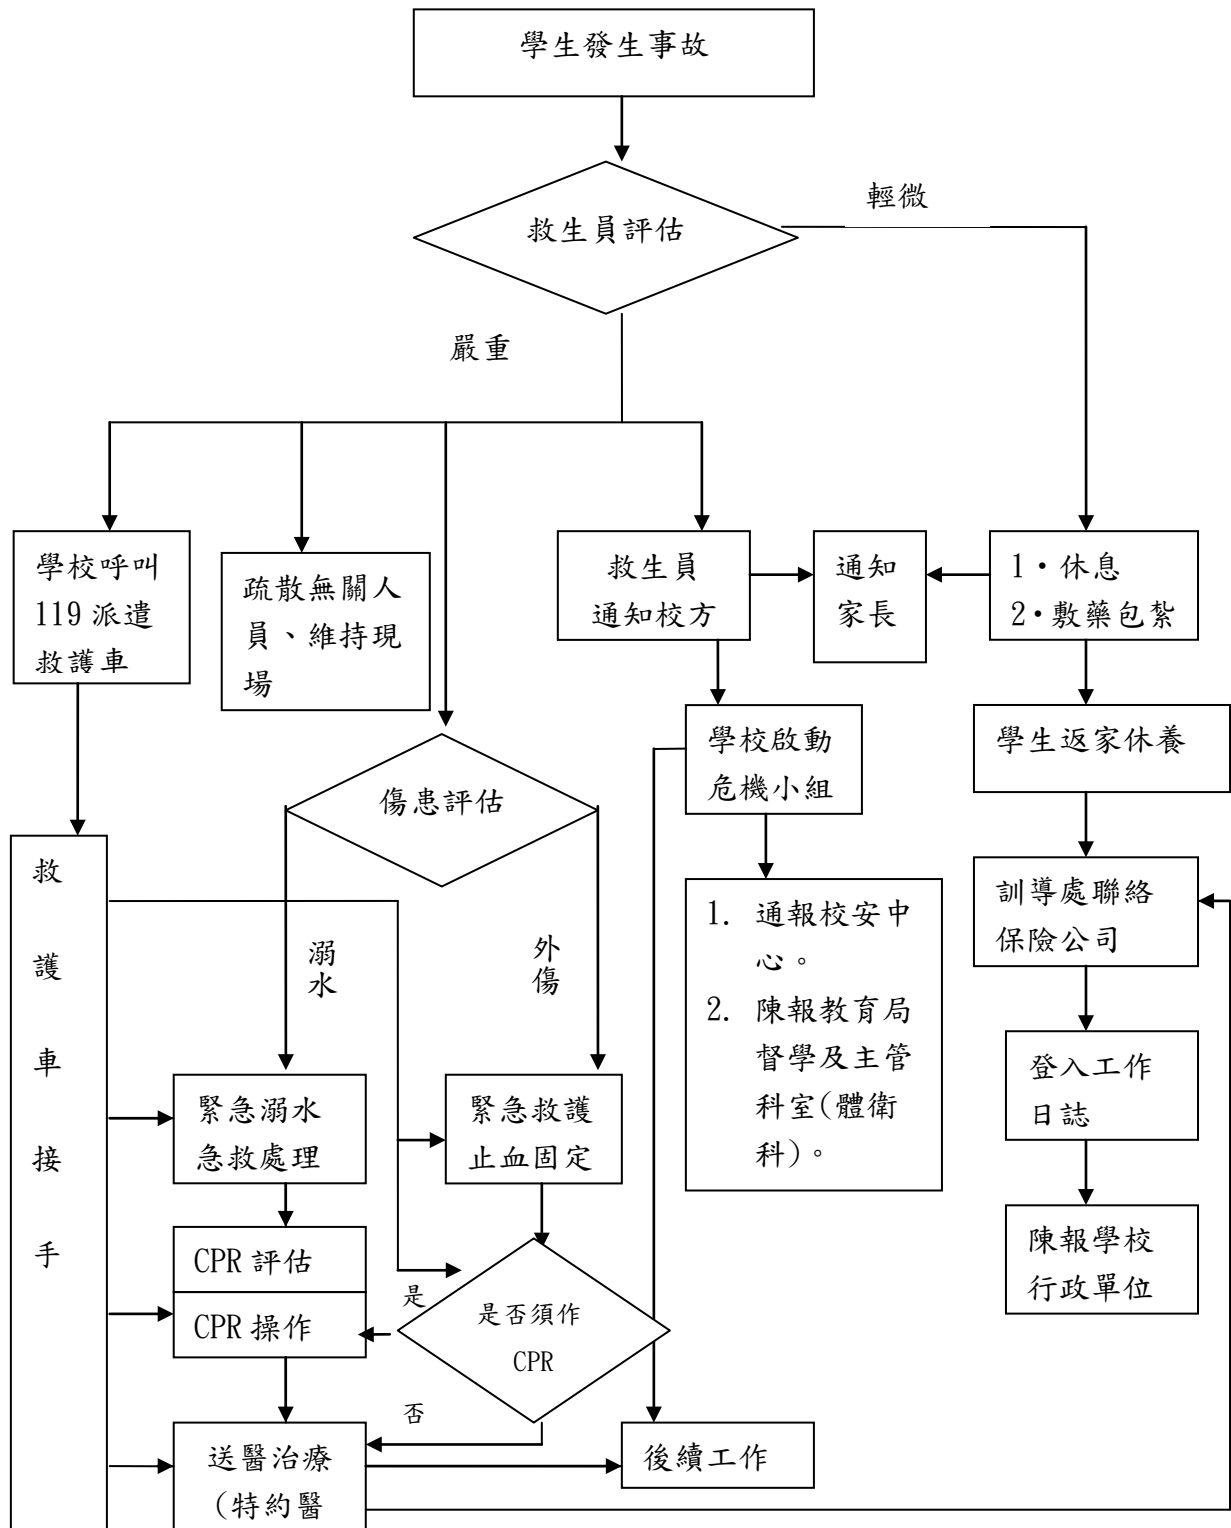 學生發生事故
輕微
救生員評估
嚴重
學校呼叫
119派遣
救護車
疏散無關人
員、維持現
場
救生員
通知校方
通知
家長
1・休息
2・敷藥包紮
學校啟動
危機小組
學生返家休養
傷患評估
救
護
車
接
手
溺
水
外
傷
1. 通報校安中
心。
2. 陳報教育局
督學及主管
科室(體衛
科)。
訓導處聯絡
保險公司
登入工作
日誌
緊急溺水
急救處理
緊急救護
止血固定
陳報學校
行政單位
CPR評估
CPR操作
是
是否須作
CPR
否
送醫治療
(特約醫
後續工作